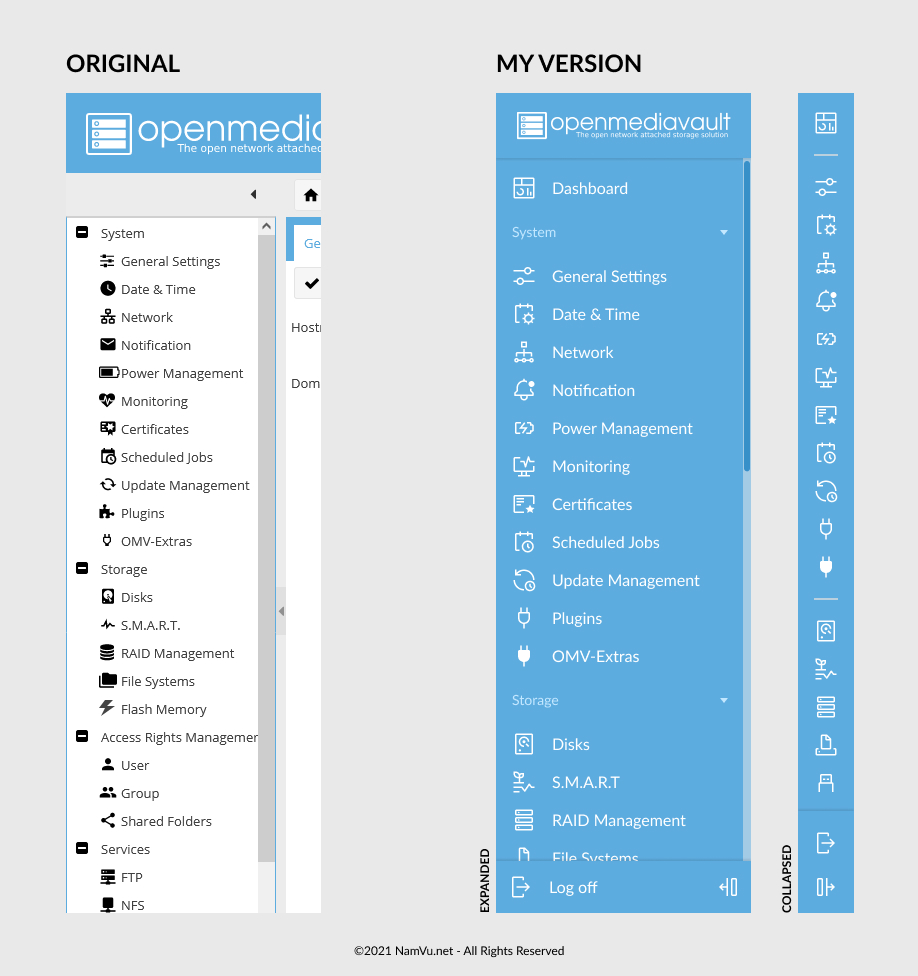 ORIGINAL
openmedia
The open network attached
Ge
Hostn
Dom
System
General Settings
Date & Time
Network
Notification
Power Management
Monitoring
Certificates
Scheduled Jobs
Update Management
Plugins
OMV-Extras
Storage
Disks
S.M.A.R.T.
RAID Management
File Systems
Flash Memory
Access Rights Managemen
User
Group
Shared Folders
Services
FTP
NFS
MY VERSION
openmediavault
The open network attached storage solution
Dashboard
System
General Settings
Date & Time
Network
Notification
Power Management
Monitoring
Certificates
Scheduled Jobs
Update Management
Plugins
OMV-Extras
Storage
Disks
S.M.A.R.T
RAID Management
File Systems
Log off
EXPANDED
COLLAPSED
©2021 NamVu.net - All Rights Reserved